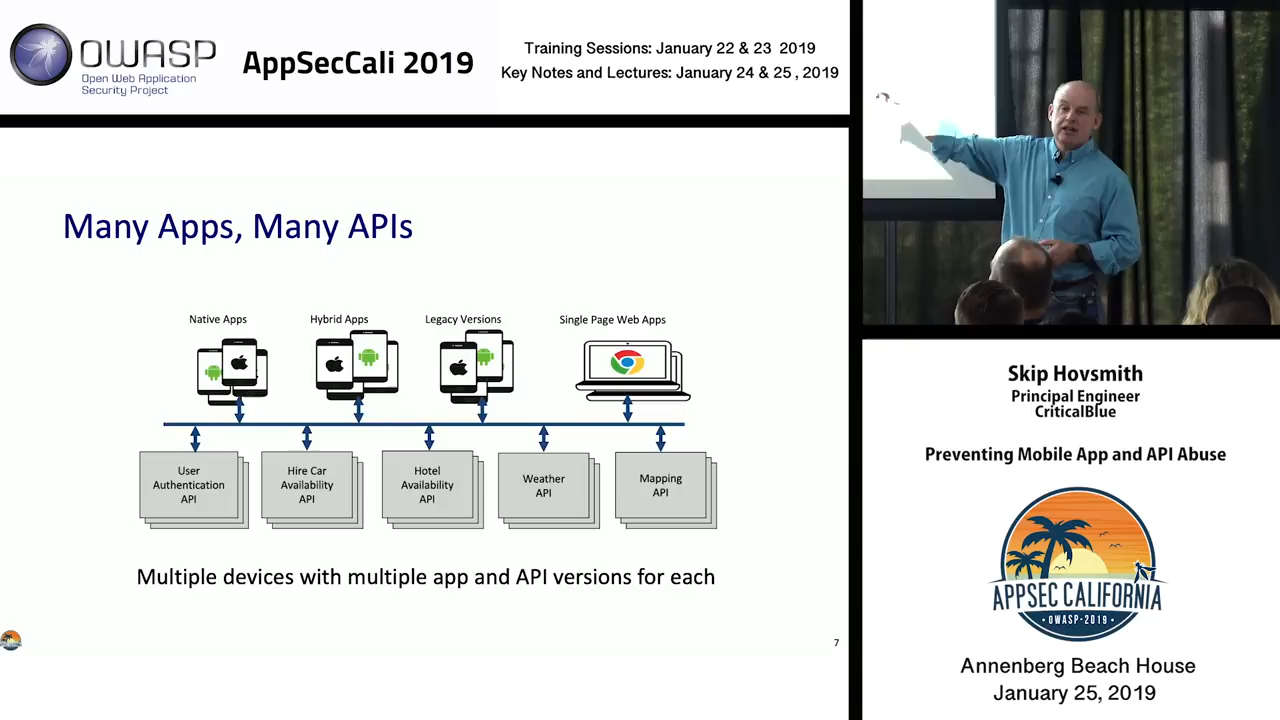 OWASP
Open Web Application
Security Project
AppSecCali 2019
Training Sessions: January 22 & 23 2019
Key Notes and Lectures: January 24 & 25 , 2019
Many Apps, Many APIs
Native Apps
Hybrid Apps
Legacy Versions
Single Page Web Apps
User
Authentication
API
Hire Car
Availability
API
Hotel
Availability
API
Weather
API
Mapping
API
Multiple devices with multiple app and API versions for each
7
Skip Hovsmith
Principal Engineer
CriticalBlue
Preventing Mobile App and API Abuse
APPSEC CALIFORNIA
· OWASP-2019 ·
Annenberg Beach House
January 25, 2019